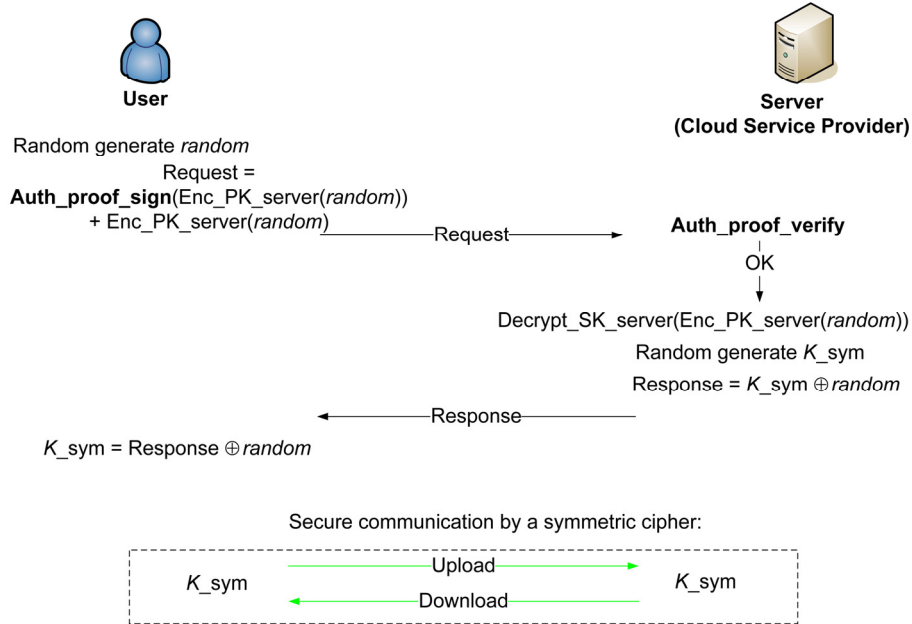 User
Server
(Cloud Service Provider)
Random generate random
Request =
Auth_proof_sign(Enc_PK_server(random))
+ Enc_PK_server(random)
Request
Auth_proof_verify
OK
Decrypt_SK_server(Enc_PK_server(random))
Random generate K_sym
Response = K_sym ⊕ random
Response
K_sym = Response ⊕ random
Secure communication by a symmetric cipher:
K_sym
Upload
K_sym
Download